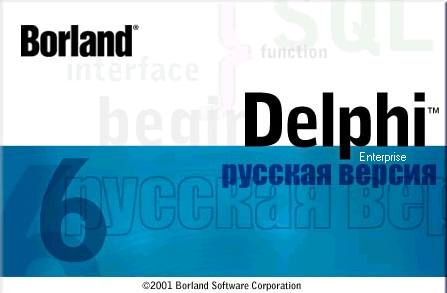 Borland®
SQL
}
function
interface
begin
Delphi™
Enterprise
русская версия
6
русская вер
©2001 Borland Software Corporation